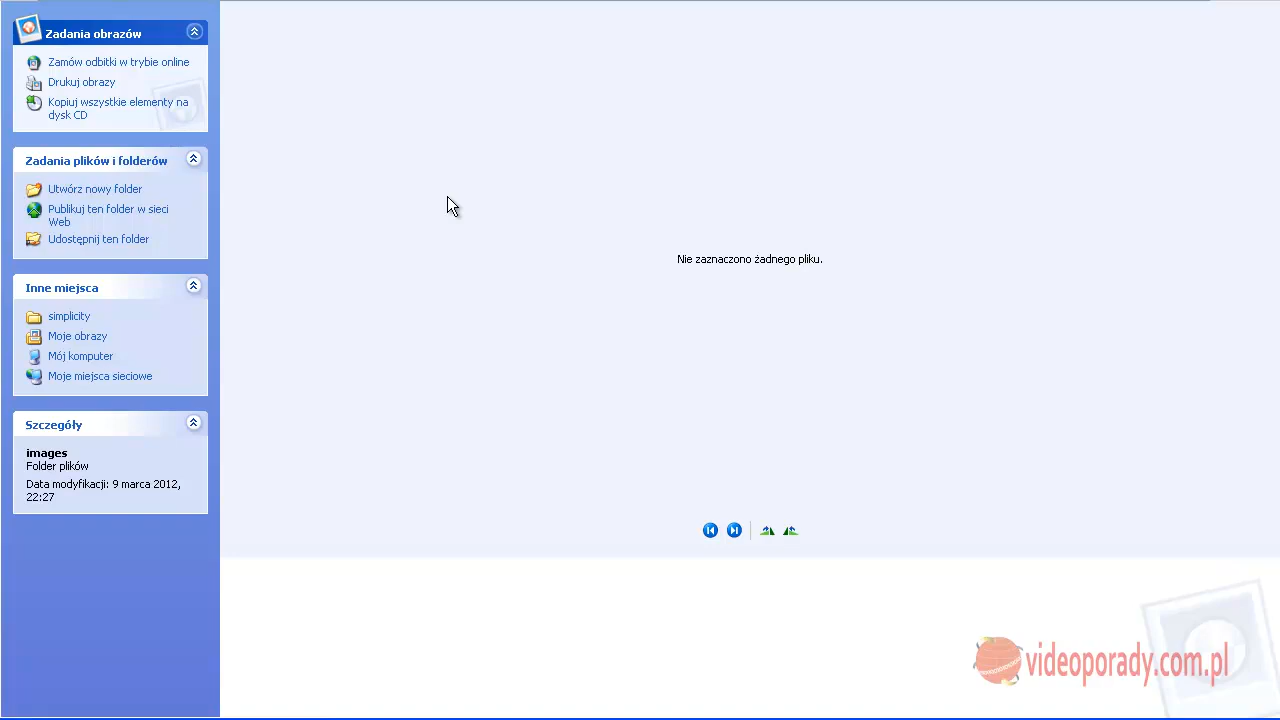 Zadania obrazów
Zamów odbitki w trybie online
Drukuj obrazy
Kopiuj wszystkie elementy na
dysk CD
Zadania plików i folderów
Utwórz nowy folder
Publikuj ten folder w sieci
Web
Udostępnij ten folder
Inne miejsca
simplicity
Moje obrazy
Mój komputer
Moje miejsca sieciowe
Szczegóły
images
Folder plików
Data modyfikacji: 9 marca 2012,
22:27
Nie zaznaczono żadnego pliku.
videoporady.com.pl